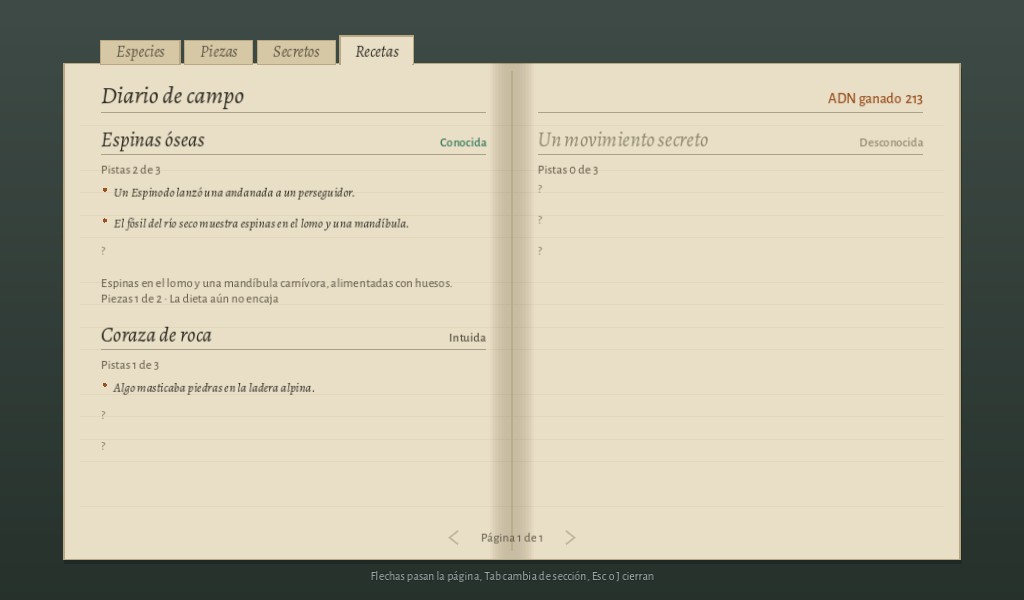 Especies
Piezas
Secretos
Recetas
Diario de campo
ADN ganado 213
Espinas óseas
Conocida
Pistas 2 de 3
Un Espinodo lanzó una andanada a un perseguidor.
El fósil del río seco muestra espinas en el lomo y una mandíbula.
?
Espinas en el lomo y una mandíbula carnívora, alimentadas con huesos.
Piezas 1 de 2 · La dieta aún no encaja
Coraza de roca
Intuida
Pistas 1 de 3
Algo masticaba piedras en la ladera alpina.
?
?
Un movimiento secreto
Desconocida
Pistas 0 de 3
?
?
?
Página 1 de 1
Flechas pasan la página, Tab cambia de sección, Esc o J cierran